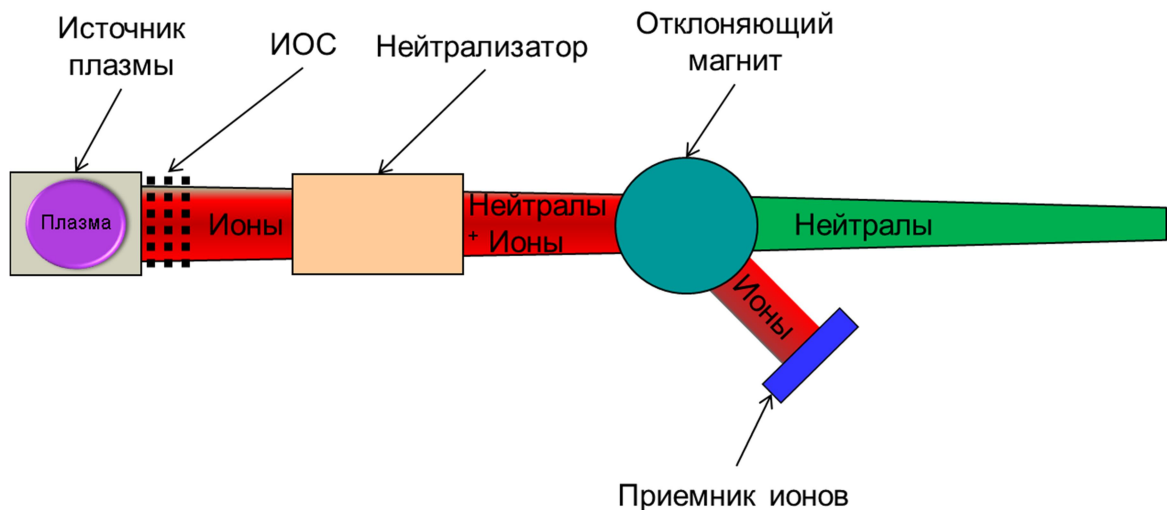 Источник
плазмы
ИОС
Нейтрализатор
Отклоняющий
магнит
Плазма
Ионы
Нейтралы
+ Ионы
Нейтралы
Ионы
Приемник ионов